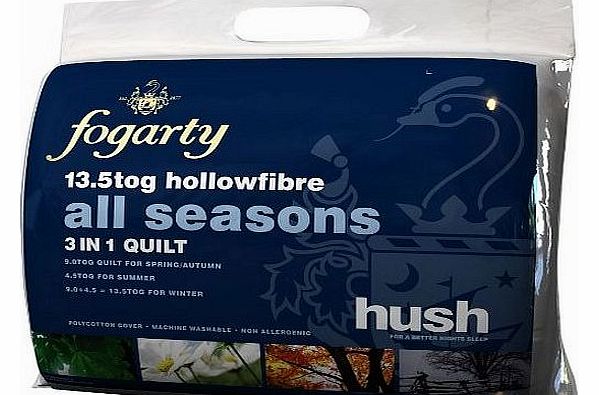 fogarty
13.5tog hollowfibre
all seasons
3 IN 1 QUILT
9.0TOG QUILT FOR SPRING/AUTUMN
4.5TOG FOR SUMMER
9.0+4.5 = 13.5TOG FOR WINTER
hush
FOR A BETTER NIGHTS SLEEP
POLYCOTTON COVER • MACHINE WASHABLE • NON ALLERGENIC